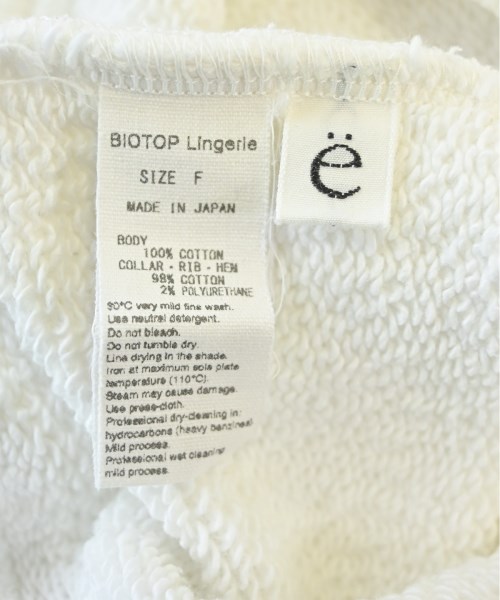 BIOTOP Lingerie
ë
SIZE F
MADE IN JAPAN
BODY
100% COTTON
COLLAR · RIB · HEM
98% COTTON
2% POLYURETHANE
30°C very mild fine wash.
Use neutral detergent.
Do not bleach.
Do not tumble dry.
Line drying in the shade.
Iron at maximum sole plate
temperature (110°C).
Steam may cause damage.
Use press-cloth.
Professional dry-cleaning in
hydrocarbons (heavy benzines)
Mild process.
Professional wet cleaning
mild process.